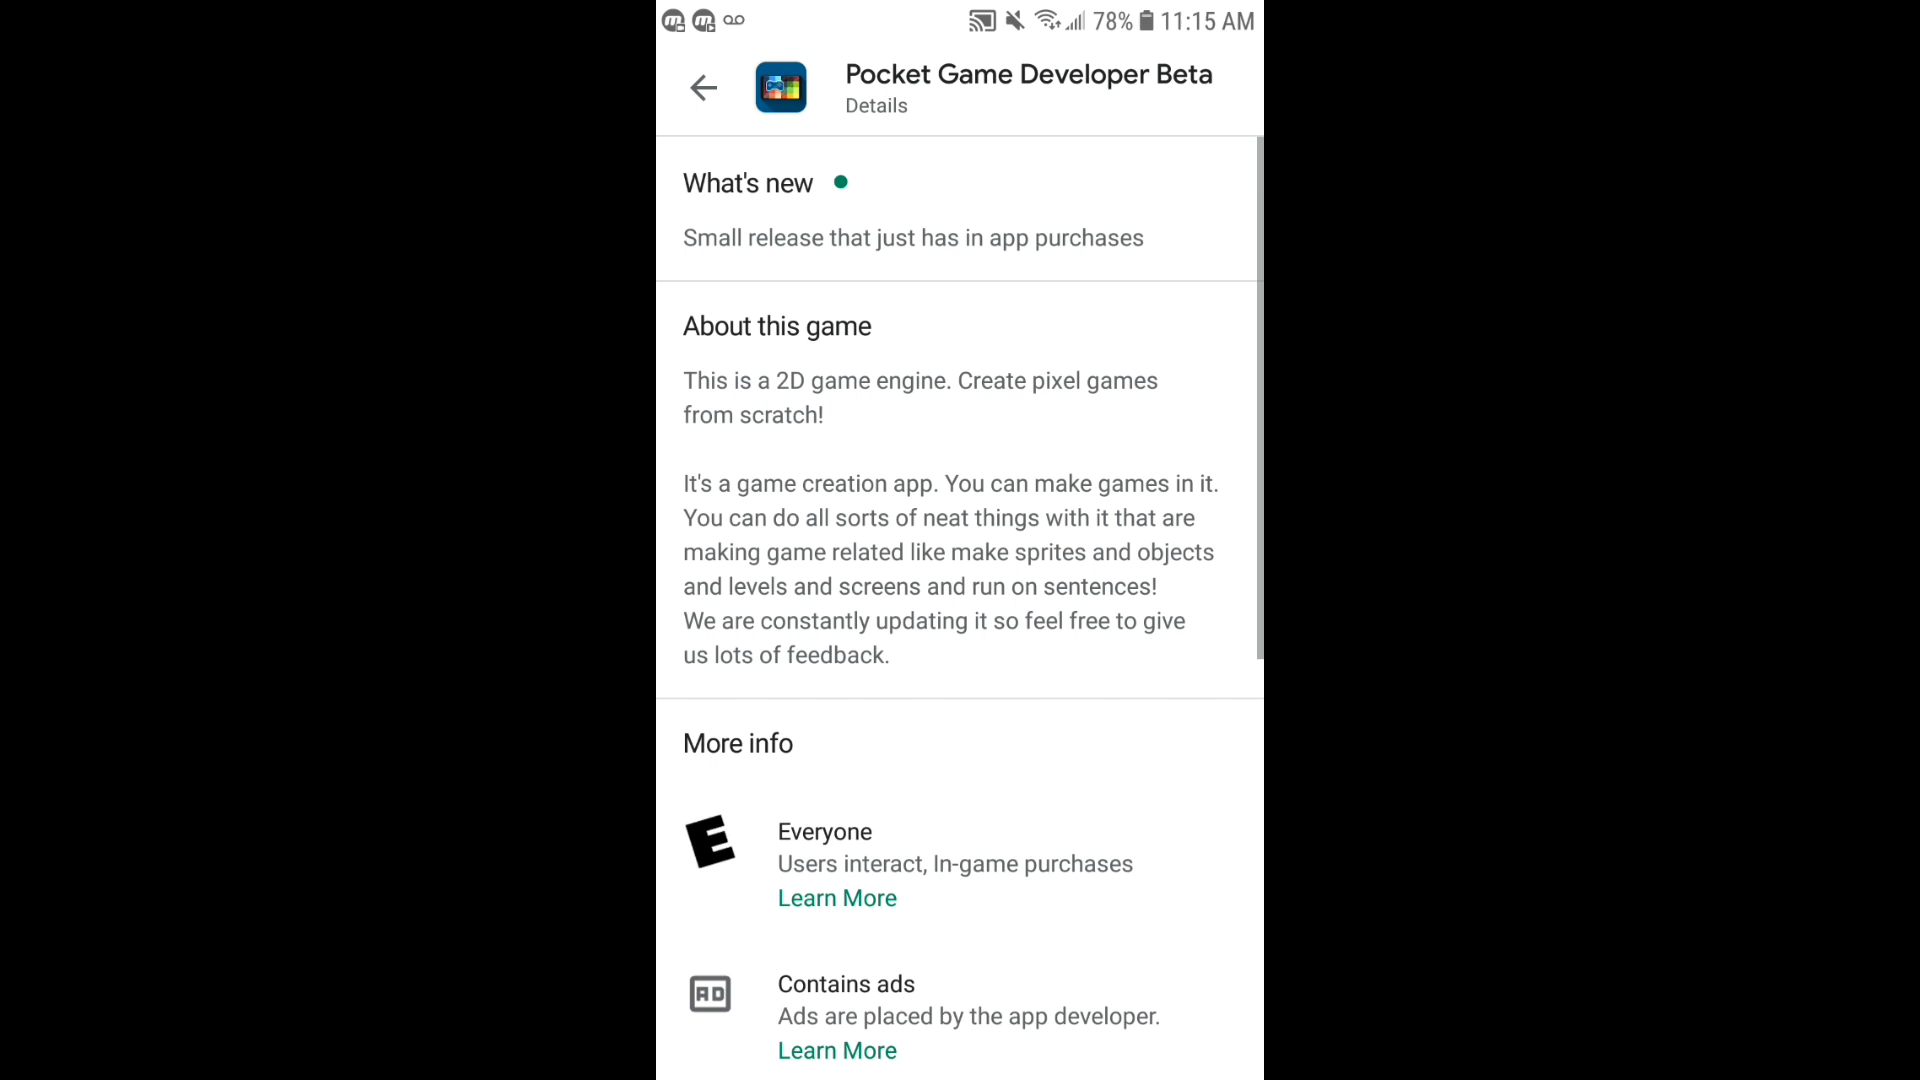 78% 11:15 AM
Pocket Game Developer Beta
Details
What's new
Small release that just has in app purchases
About this game
This is a 2D game engine. Create pixel games
from scratch!
It's a game creation app. You can make games in it.
You can do all sorts of neat things with it that are
making game related like make sprites and objects
and levels and screens and run on sentences!
We are constantly updating it so feel free to give
us lots of feedback.
More info
E
Everyone
Users interact, In-game purchases
Learn More
AD
Contains ads
Ads are placed by the app developer.
Learn More